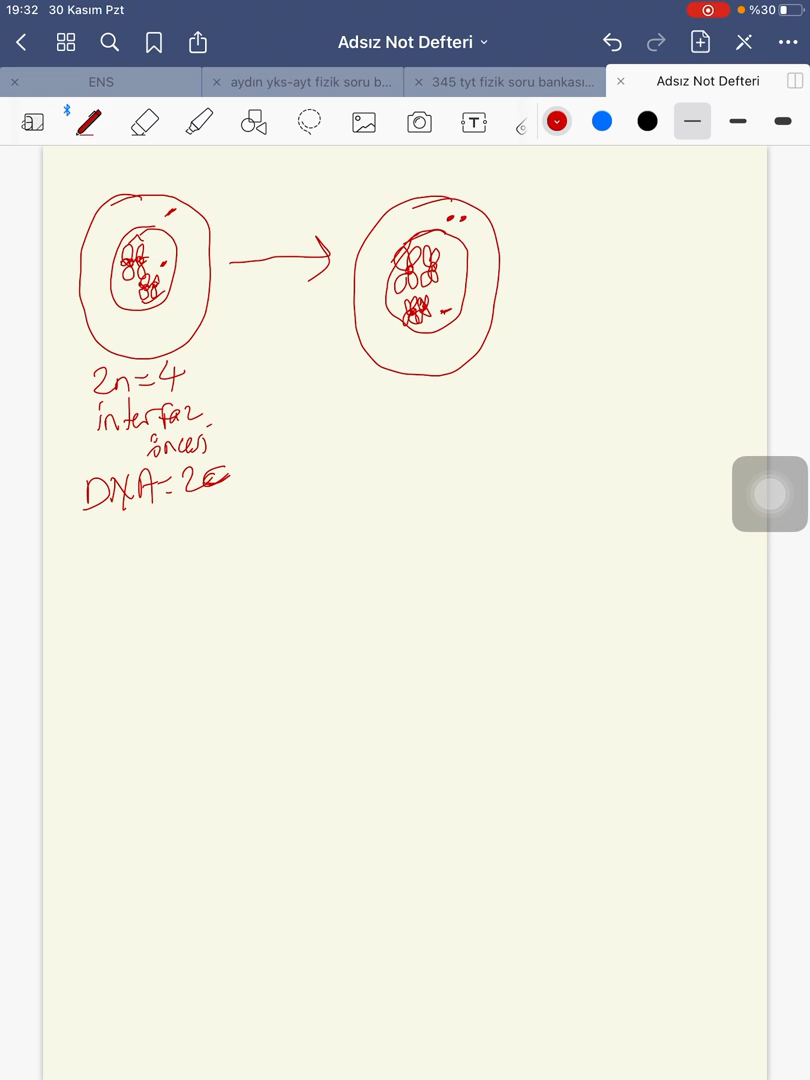 19:32 30 Kasım Pzt
%30
Adsız Not Defteri
ENS
aydın yks-ayt fizik soru b...
345 tyt fizik soru bankası...
Adsız Not Defteri
T
2n=4
interfaz
öncesi
DNA=2C